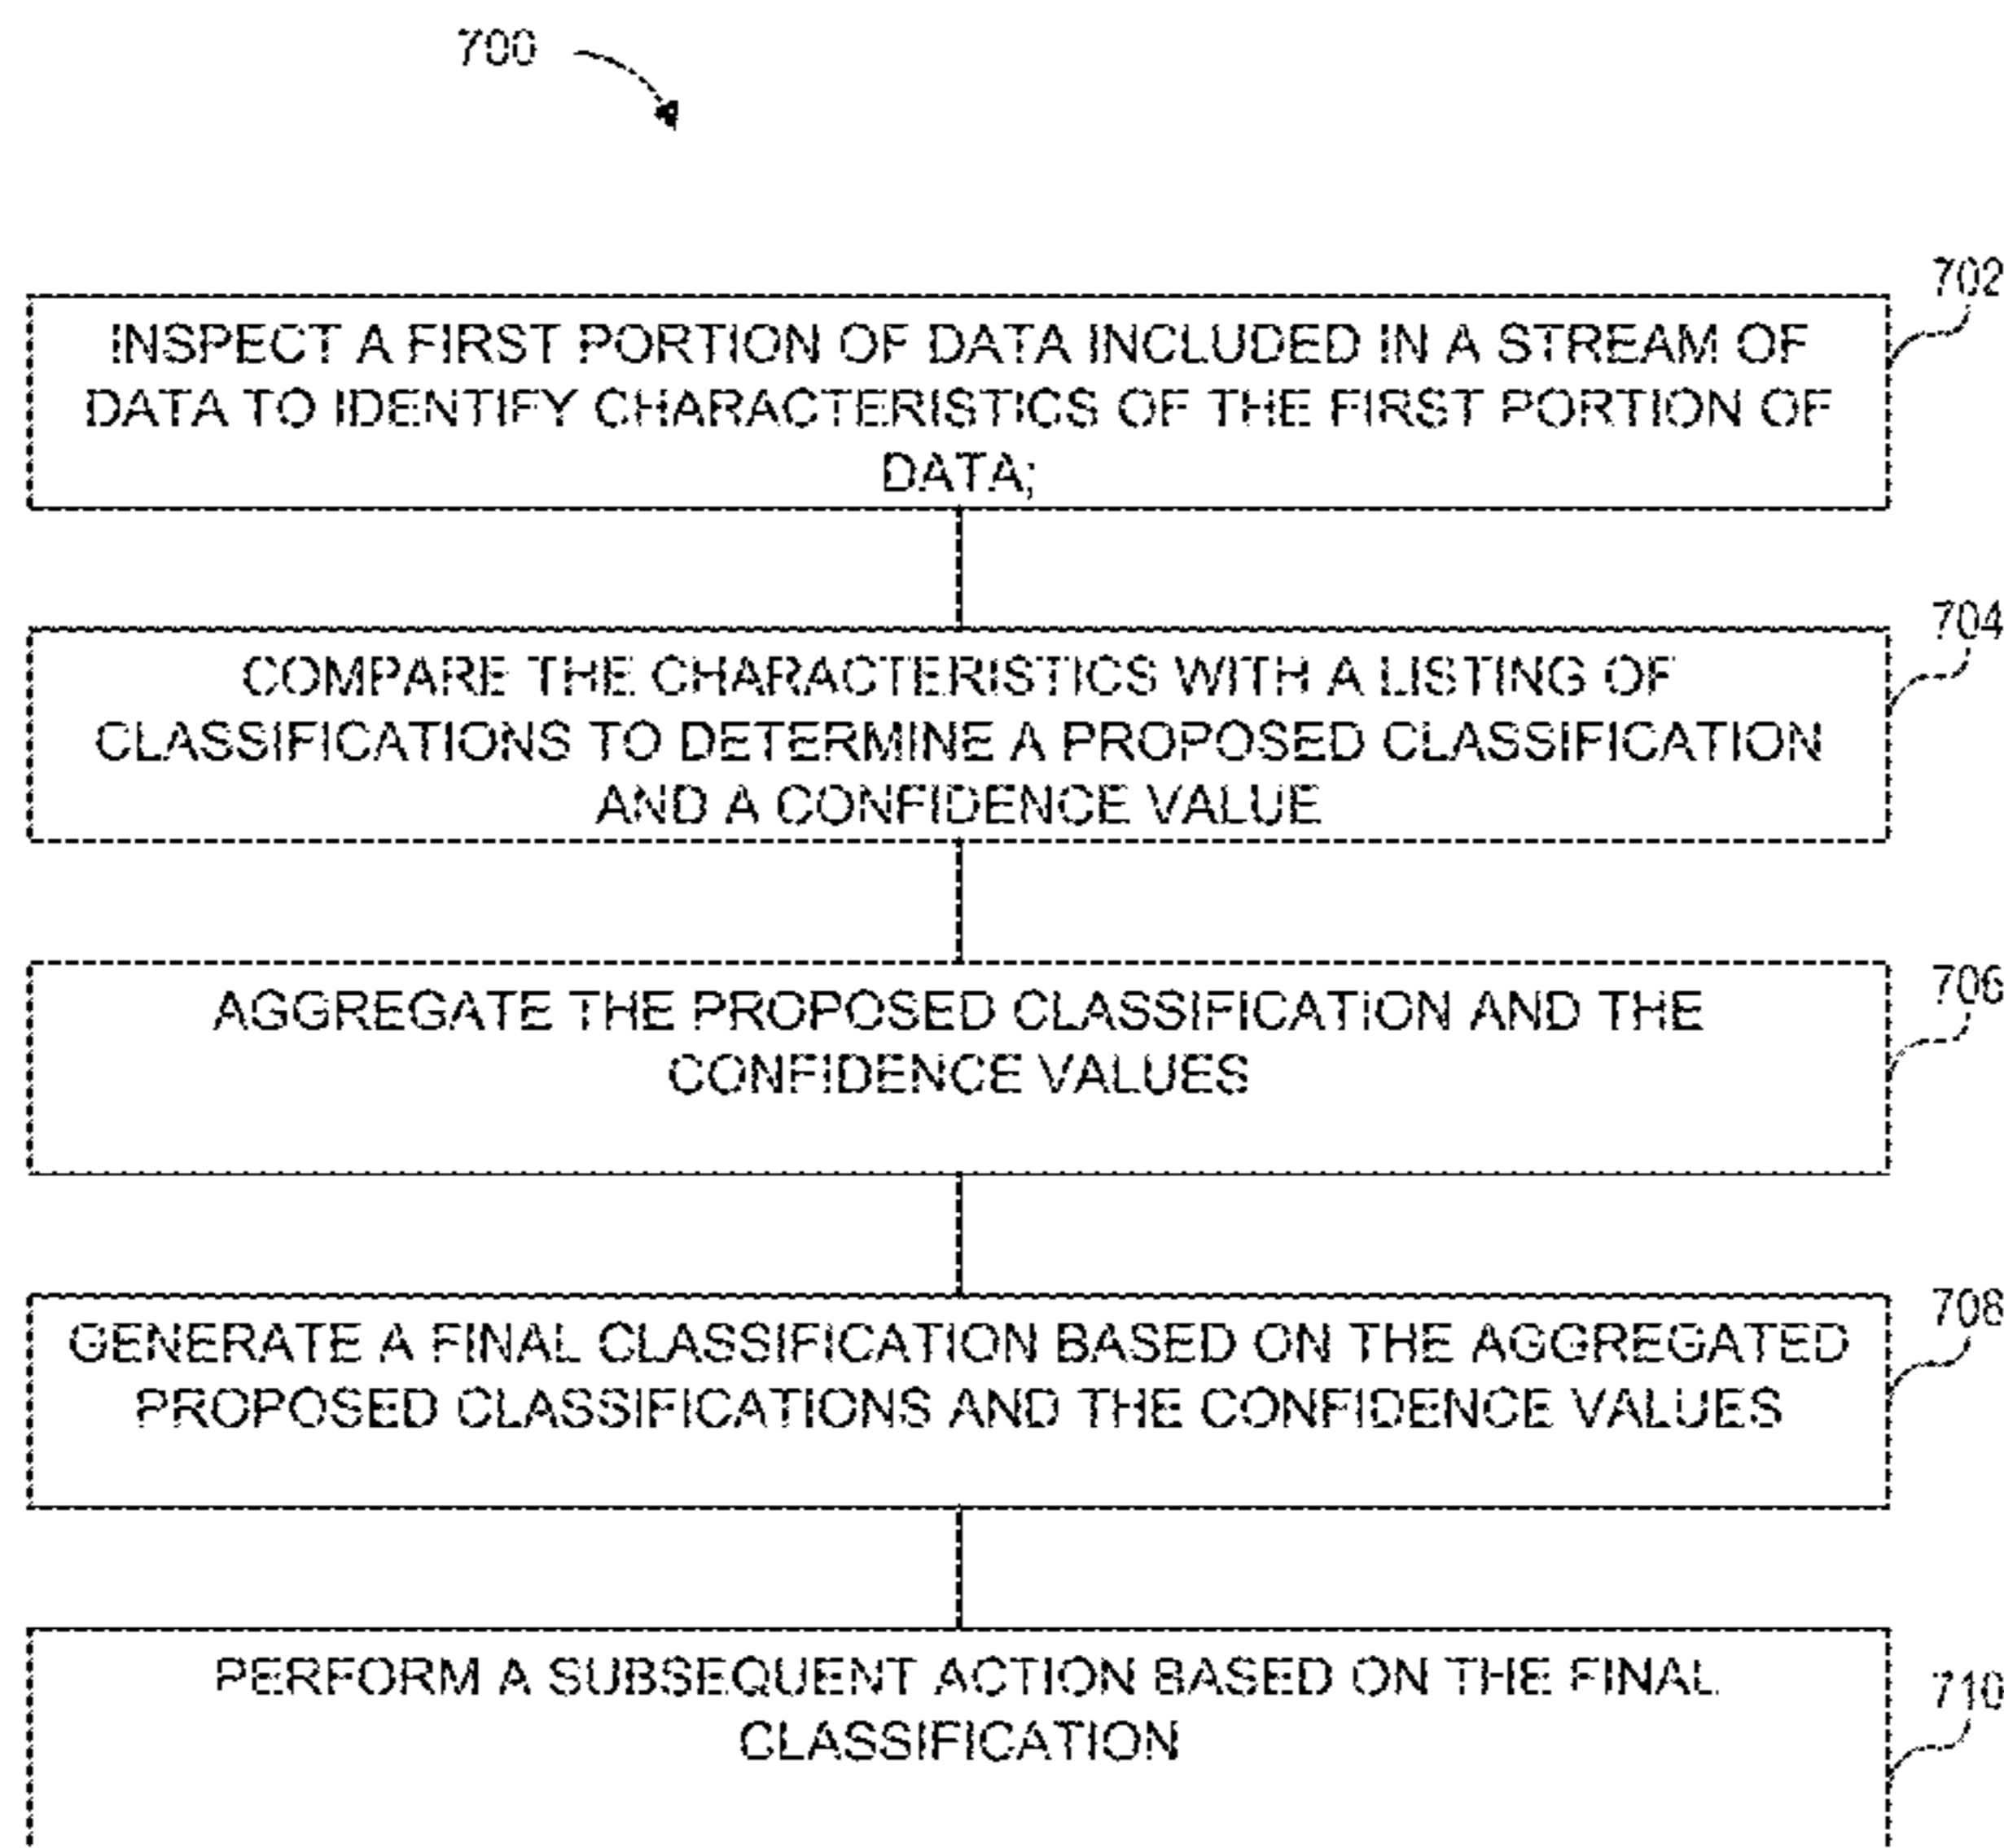 700
702
INSPECT A FIRST PORTION OF DATA INCLUDED IN A STREAM OF
DATA TO IDENTIFY CHARACTERISTICS OF THE FIRST PORTION OF
DATA;
704
COMPARE THE CHARACTERISTICS WITH A LISTING OF
CLASSIFICATIONS TO DETERMINE A PROPOSED CLASSIFICATION
AND A CONFIDENCE VALUE
706
AGGREGATE THE PROPOSED CLASSIFICATION AND THE
CONFIDENCE VALUES
708
GENERATE A FINAL CLASSIFICATION BASED ON THE AGGREGATED
PROPOSED CLASSIFICATIONS AND THE CONFIDENCE VALUES
710
PERFORM A SUBSEQUENT ACTION BASED ON THE FINAL
CLASSIFICATION